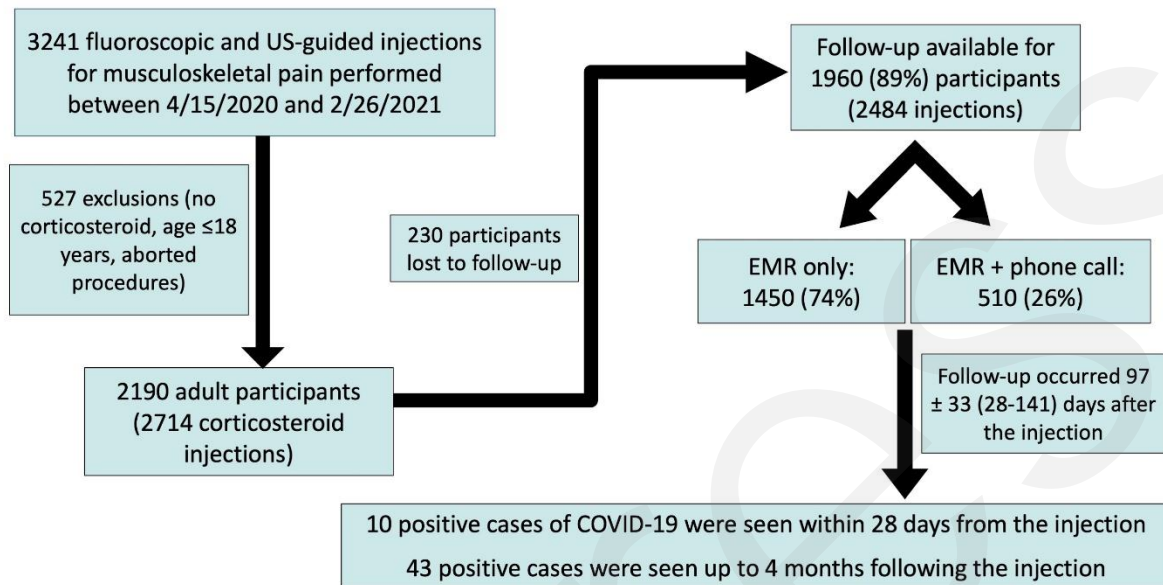 3241 fluoroscopic and US-guided injections
for musculoskeletal pain performed
between 4/15/2020 and 2/26/2021
527 exclusions (no
corticosteroid, age ≤18
years, aborted
procedures)
2190 adult participants
(2714 corticosteroid
injections)
230 participants
lost to follow-up
Follow-up available for
1960 (89%) participants
(2484 injections)
EMR only:
1450 (74%)
EMR + phone call:
510 (26%)
Follow-up occurred 97
± 33 (28-141) days after
the injection
10 positive cases of COVID-19 were seen within 28 days from the injection
43 positive cases were seen up to 4 months following the injection